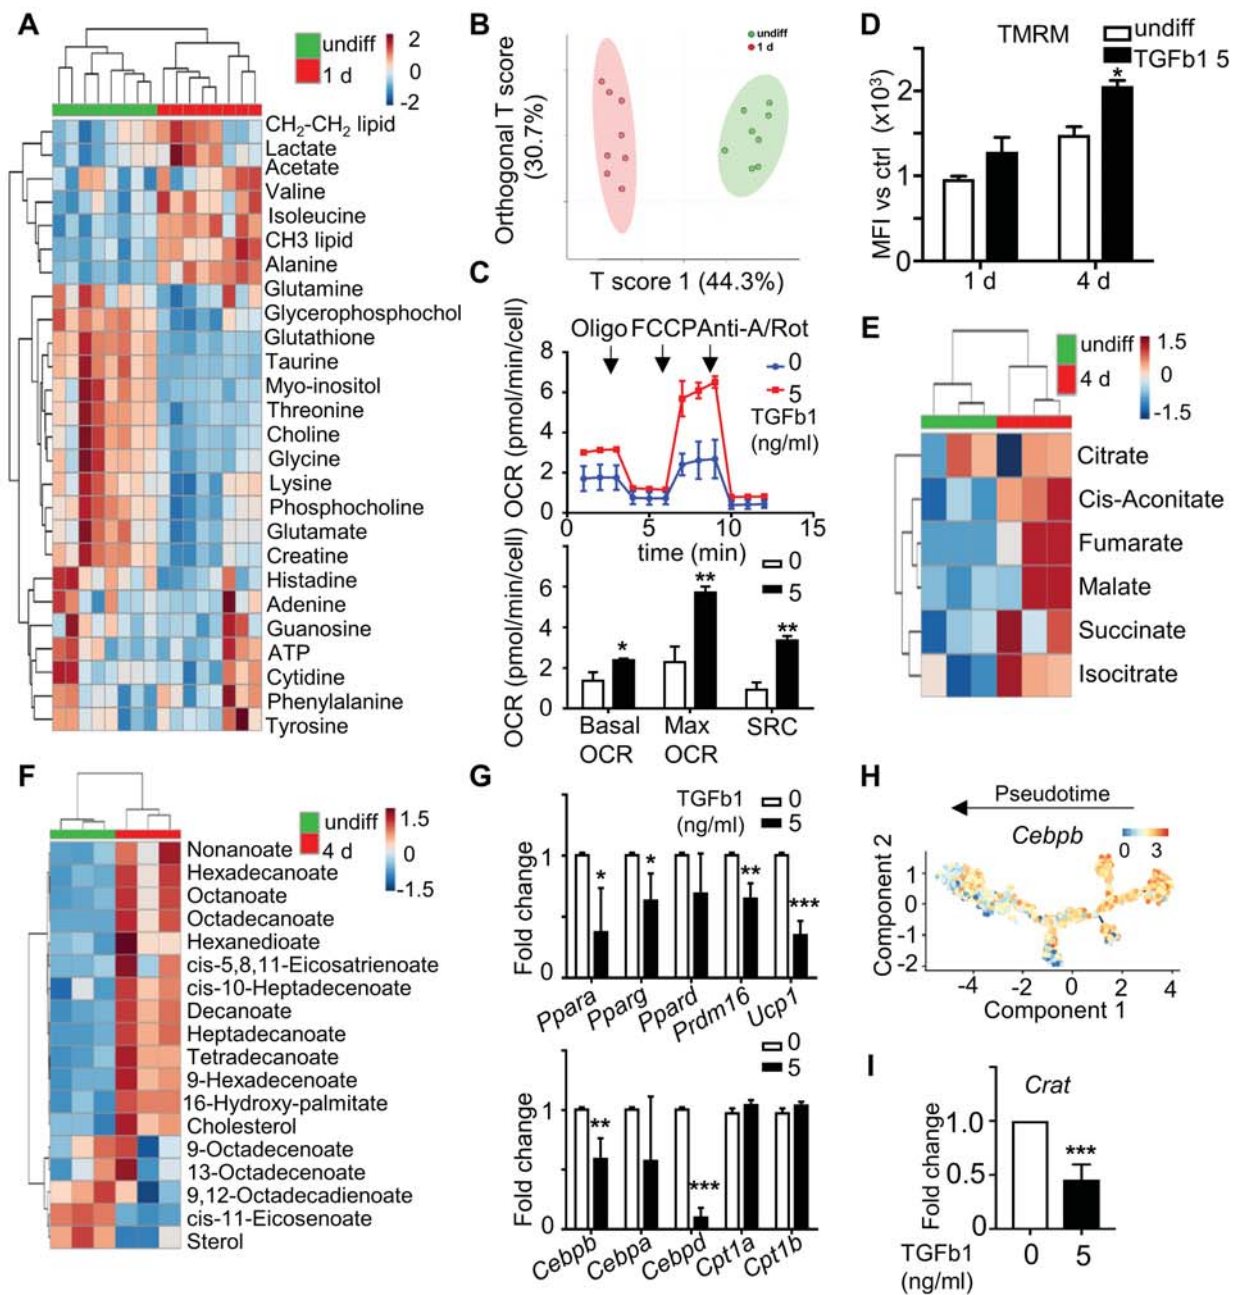 A
undiff
1 d
2
0
-2
CH2-CH2 lipid
Lactate
Acetate
Valine
Isoleucine
CH3 lipid
Alanine
Glutamine
Glycerophosphochol
Glutathione
Taurine
Myo-inositol
Threonine
Choline
Glycine
Lysine
Phosphocholine
Glutamate
Creatine
Histadine
Adenine
Guanosine
ATP
Cytidine
Phenylalanine
Tyrosine
B
undiff
1 d
Orthogonal T score
(30.7%)
T score 1 (44.3%)
C
Oligo FCCPAnti-A/Rot
OCR (pmol/min/cell)
8
6
4
2
0
0
5
10
15
time (min)
0
5
TGFb1
(ng/ml)
OCR (pmol/min/cell)
6
4
2
0
0
5
*
**
**
Basal
OCR
Max
OCR
SRC
D
TMRM
undiff
TGFb1 5
MFI vs ctrl (x10³)
2
1
0
*
1 d
4 d
E
undiff
4 d
1.5
0
-1.5
Citrate
Cis-Aconitate
Fumarate
Malate
Succinate
Isocitrate
F
undiff
4 d
1.5
0
-1.5
Nonanoate
Hexadecanoate
Octanoate
Octadecanoate
Hexanedioate
cis-5,8,11-Eicosatrienoate
cis-10-Heptadecenoate
Decanoate
Heptadecanoate
Tetradecanoate
9-Hexadecenoate
16-Hydroxy-palmitate
Cholesterol
9-Octadecenoate
13-Octadecenoate
9,12-Octadecadienoate
cis-11-Eicosenoate
Sterol
G
TGFb1
(ng/ml)
0
5
Fold change
1
0
*
*
**
***
Ppara
Pparg
Ppard
Prdm16
Ucp1
0
5
Fold change
1
0
**
***
Cebpb
Cebpa
Cebpd
Cpt1a
Cpt1b
H
Pseudotime
Cebpb
0 3
Component 2
1
0
-1
-2
-4
-2
0
2
4
Component 1
I
Crat
Fold change
1.0
0.5
0
***
TGFb1
(ng/ml)
0
5